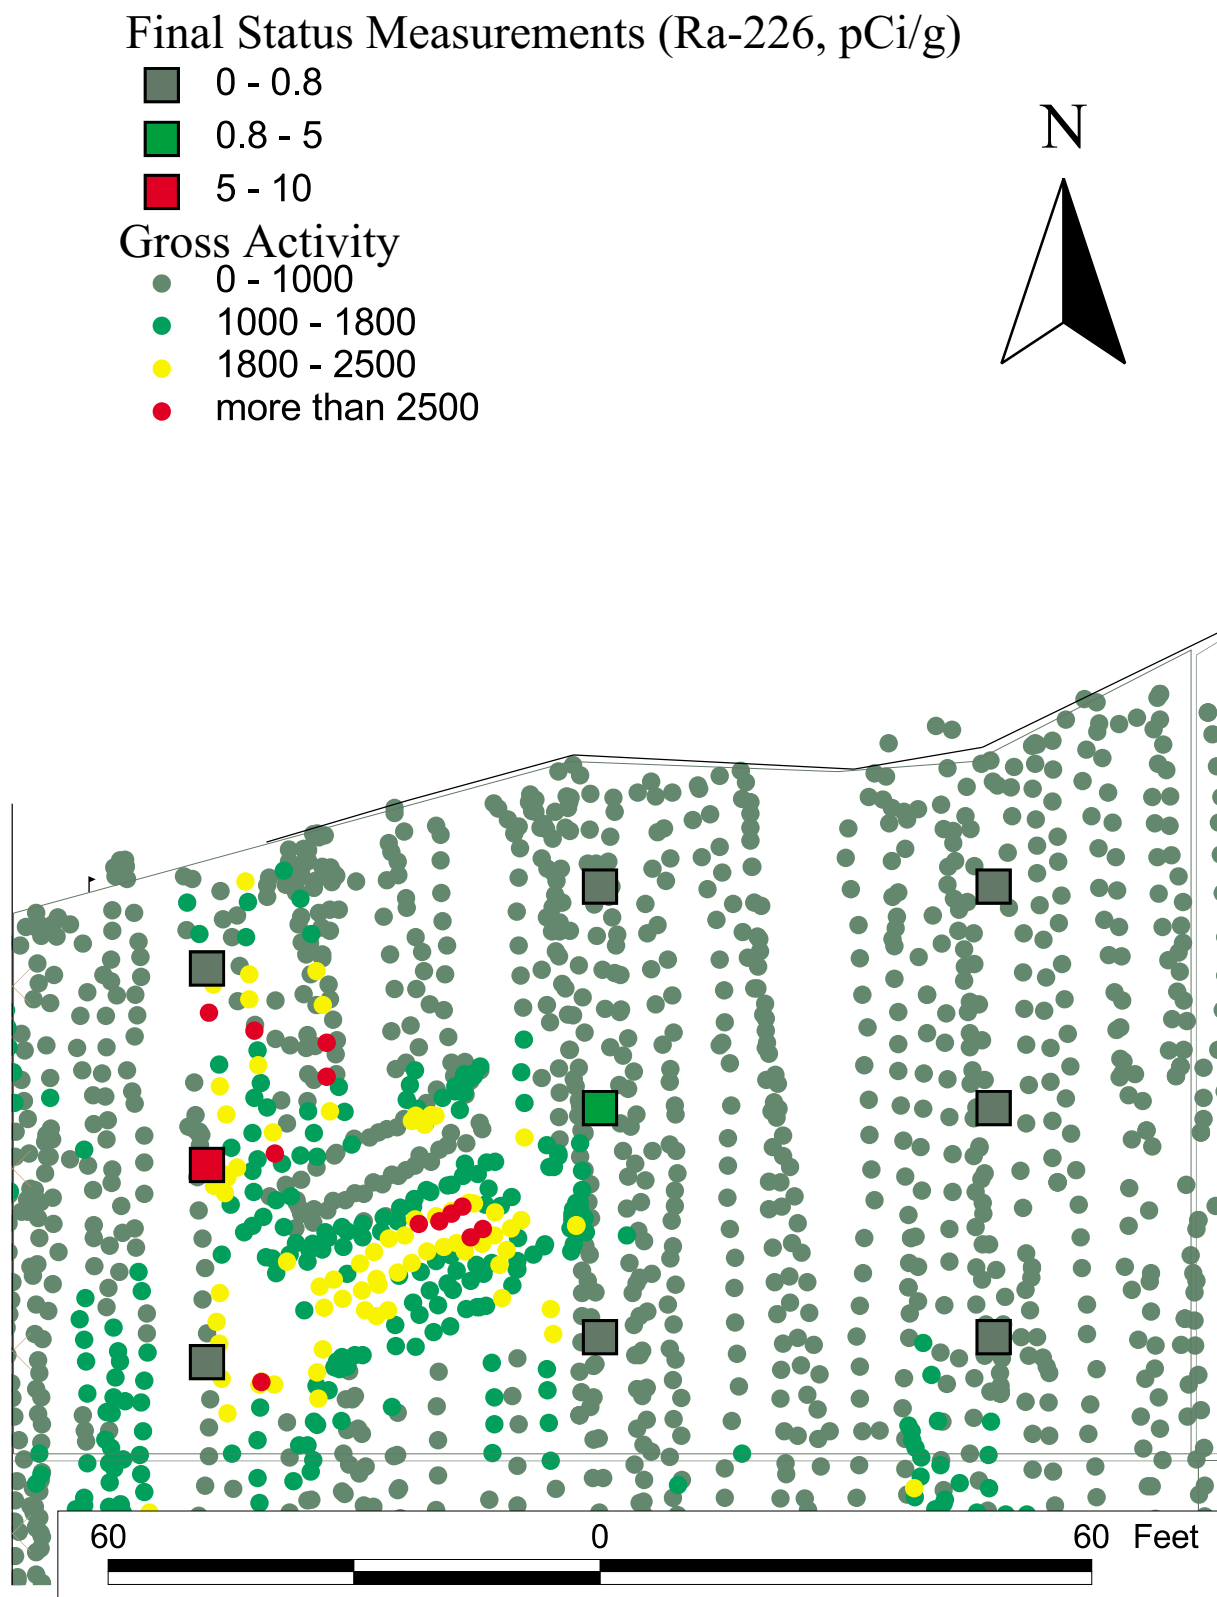 Final Status Measurements (Ra-226, pCi/g)
0 - 0.8
0.8 - 5
5 - 10
N
Gross Activity
0 - 1000
1000 - 1800
1800 - 2500
more than 2500
60 0 60 Feet